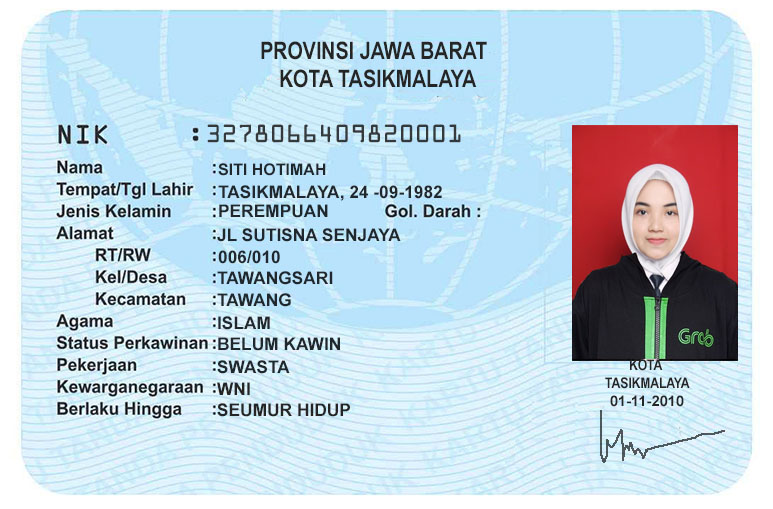 PROVINSI JAWA BARAT
KOTA TASIKMALAYA
NIK :3278066409820001
Nama :SITI HOTIMAH
Tempat/Tgl Lahir :TASIKMALAYA, 24 -09-1982
Jenis Kelamin :PEREMPUAN Gol. Darah :
Alamat :JL SUTISNA SENJAYA
RT/RW :006/010
Kel/Desa :TAWANGSARI
Kecamatan :TAWANG
Agama :ISLAM
Status Perkawinan :BELUM KAWIN
Pekerjaan :SWASTA
Kewarganegaraan :WNI
Berlaku Hingga :SEUMUR HIDUP
Grab
KOTA
TASIKMALAYA
01-11-2010